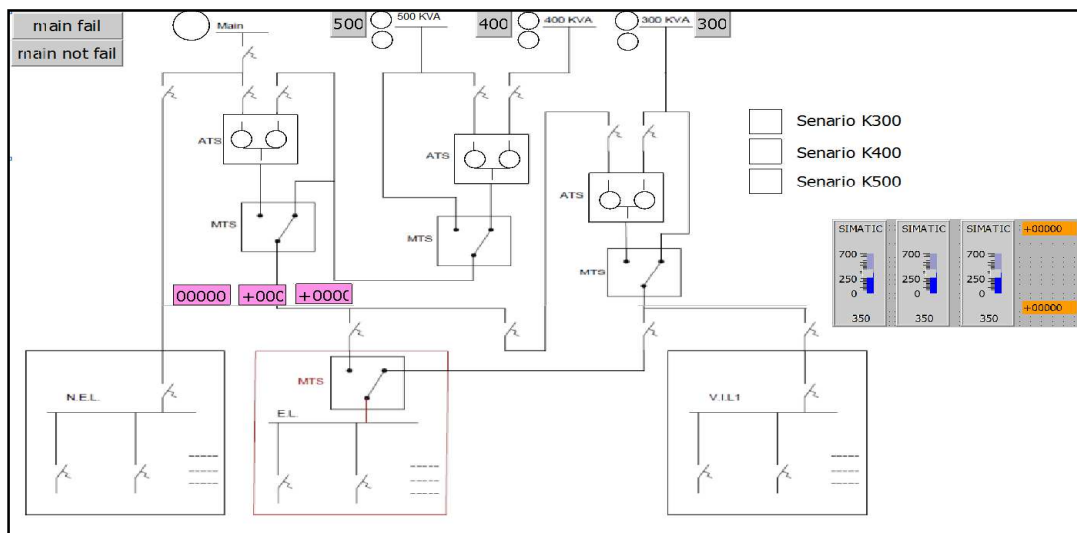 main fail
main not fail
Main
500
500 KVA
400
400 KVA
300 KVA
300
ATS
ATS
ATS
MTS
MTS
MTS
Senario K300
Senario K400
Senario K500
SIMATIC
SIMATIC
SIMATIC
+00000
700
700
700
250
250
250
0
0
0
350
350
350
+00000
00000
+000
+0000
N.E.L.
MTS
E.L.
V.I.L1